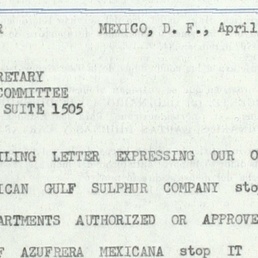 MEXICO, D. F., April
RETARY
COMMITTEE
SUITE 1505
ILING LETTER EXPRESSING OUR O
ICAN GULF SULPHUR COMPANY sto
ARTMENTS AUTHORIZED OR APPROVE
F AZUFRERA MEXICANA stop IT